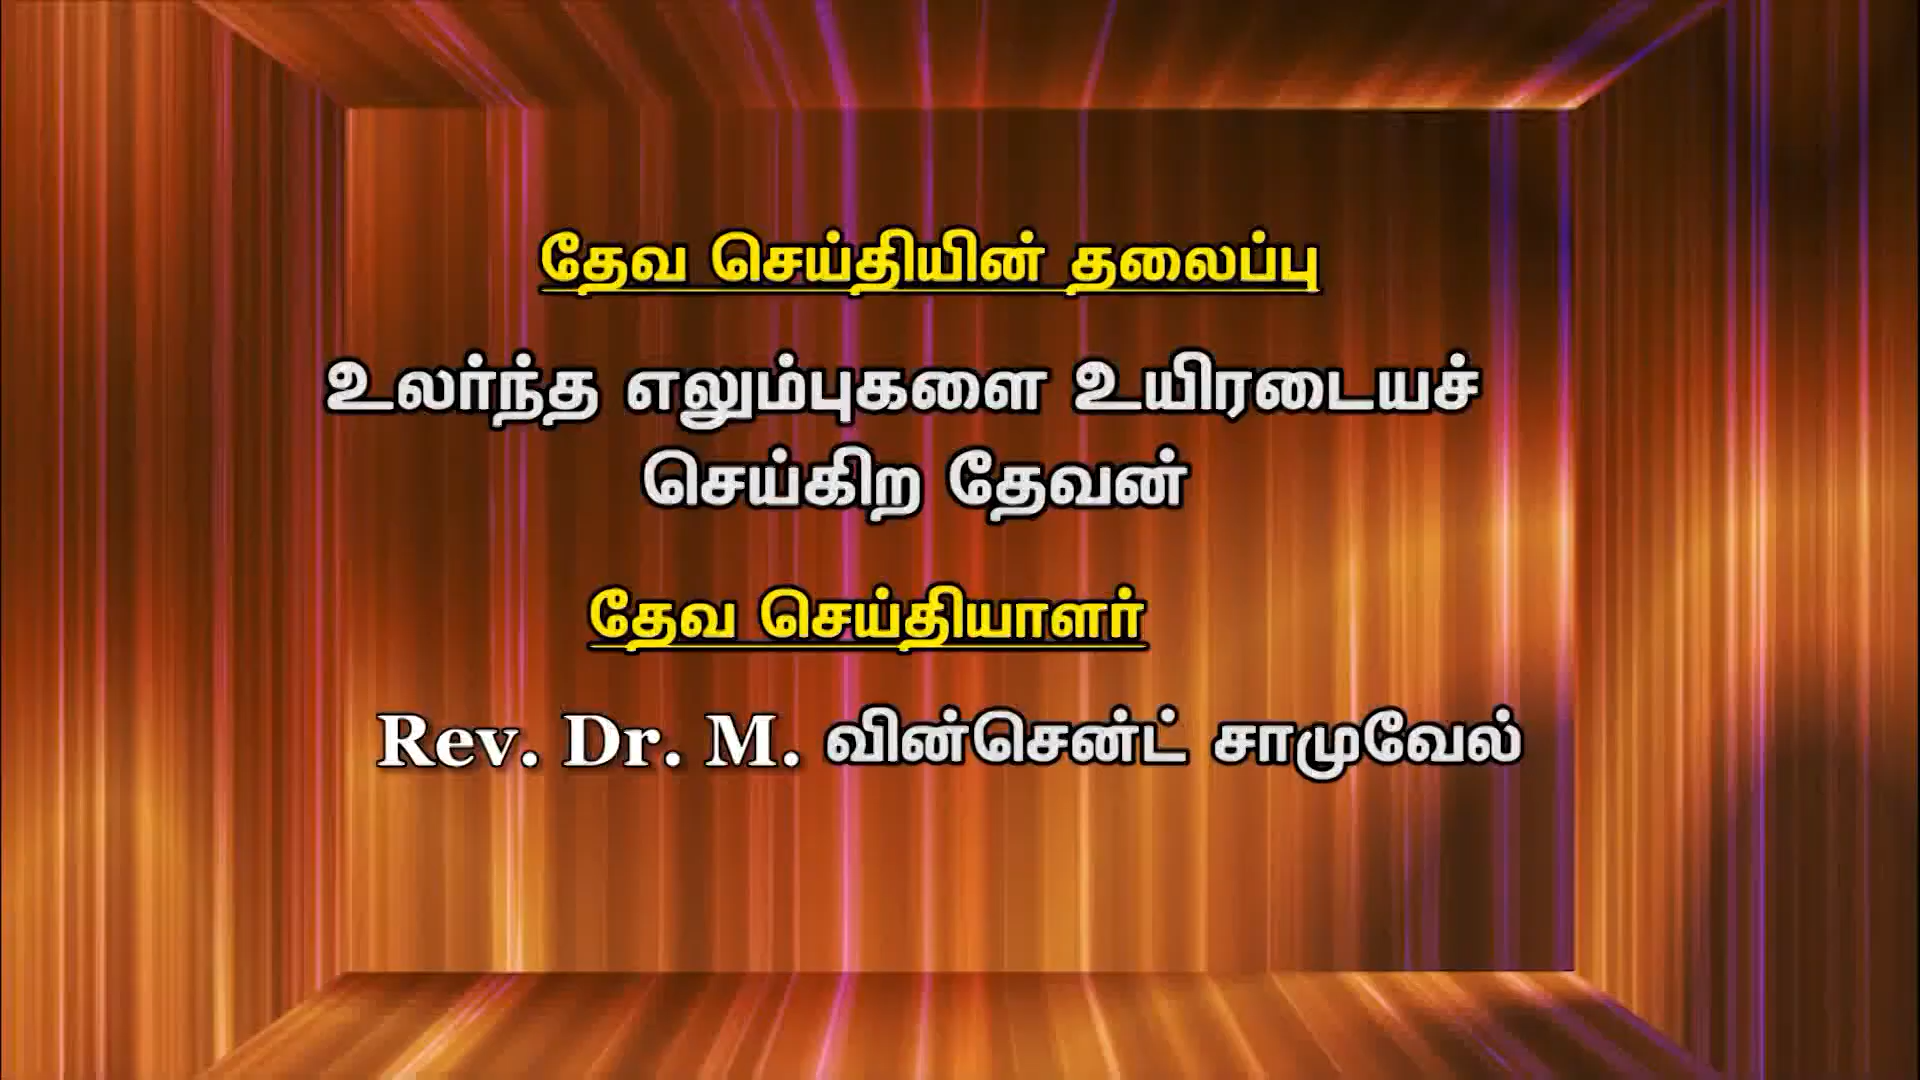 தேவ செய்தியின் தலைப்பு
உலர்ந்த எலும்புகளை உயிரடையச்
செய்கிற தேவன்
தேவ செய்தியாளர்
Rev. Dr. M. வின்சென்ட் சாமுவேல்